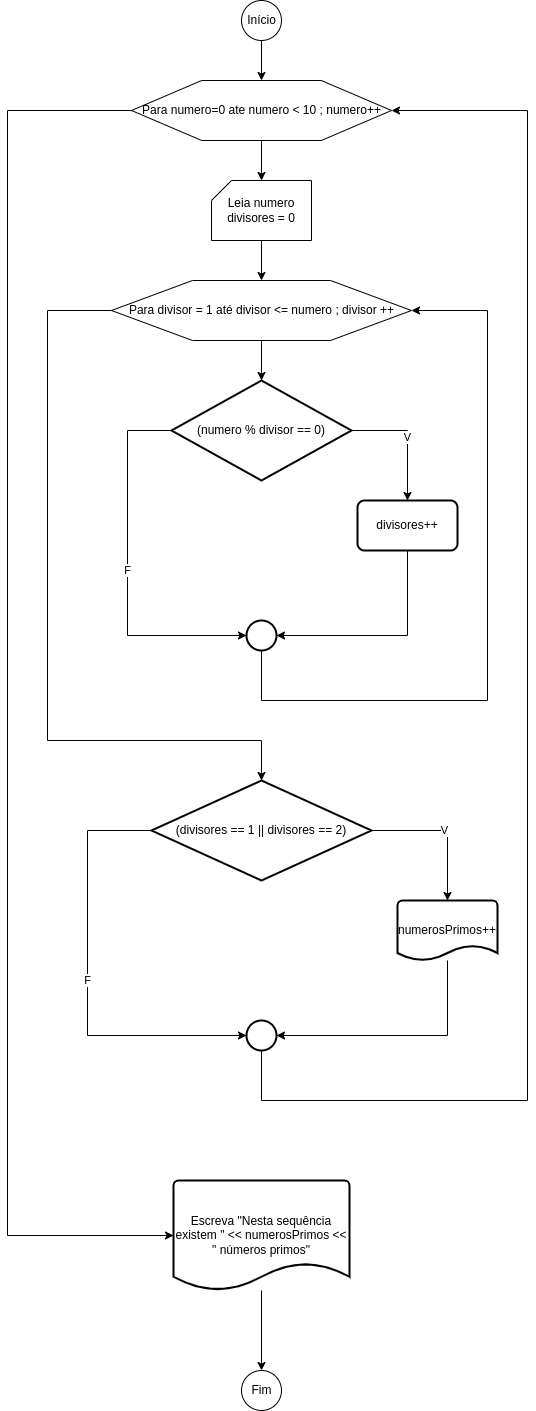 Início
Para numero=0 ate numero < 10 ; numero++
Leia numero
divisores = 0
Para divisor = 1 até divisor <= numero ; divisor ++
(numero % divisor == 0)
V
divisores++
F
(divisores == 1 || divisores == 2)
V
numerosPrimos++
F
Escreva "Nesta sequência
existem " << numerosPrimos <<
" números primos"
Fim